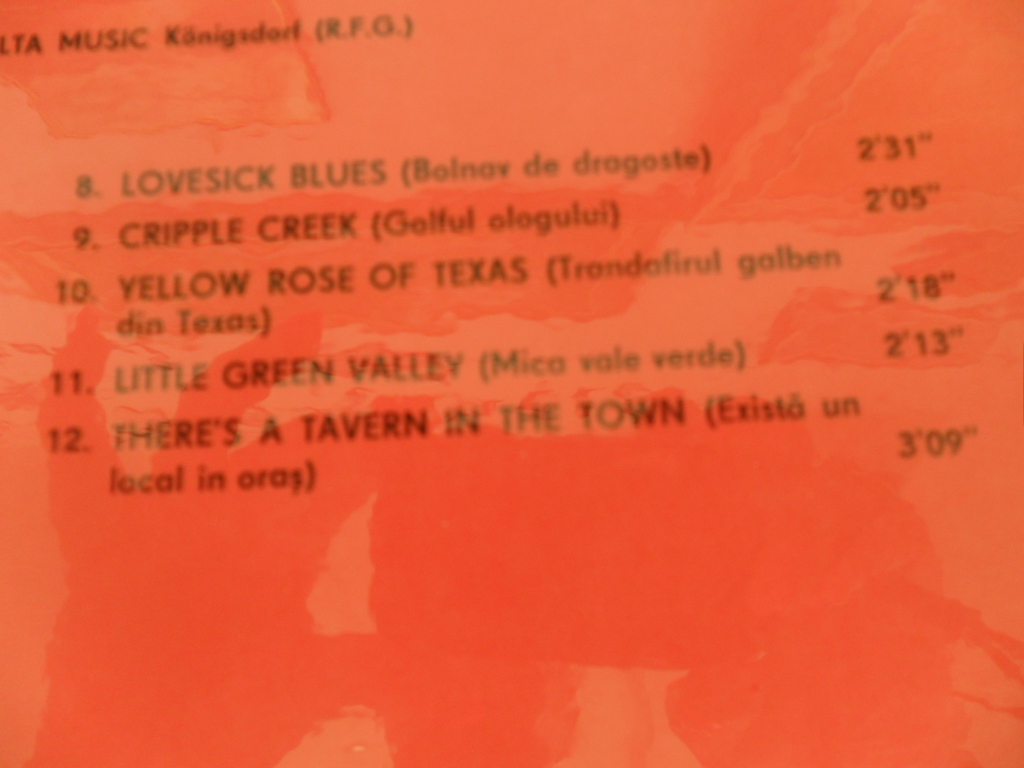 LTA MUSIC Königsdorf (R.F.G.)
8. LOVESICK BLUES (Bolnav de dragoste) 2'31"
9. CRIPPLE CREEK (Golful ologului) 2'05"
10. YELLOW ROSE OF TEXAS (Trandafirul galben
din Texas) 2'18"
11. LITTLE GREEN VALLEY (Mica vale verde) 2'13"
12. THERE'S A TAVERN IN THE TOWN (Există un
local în oraş) 3'09"